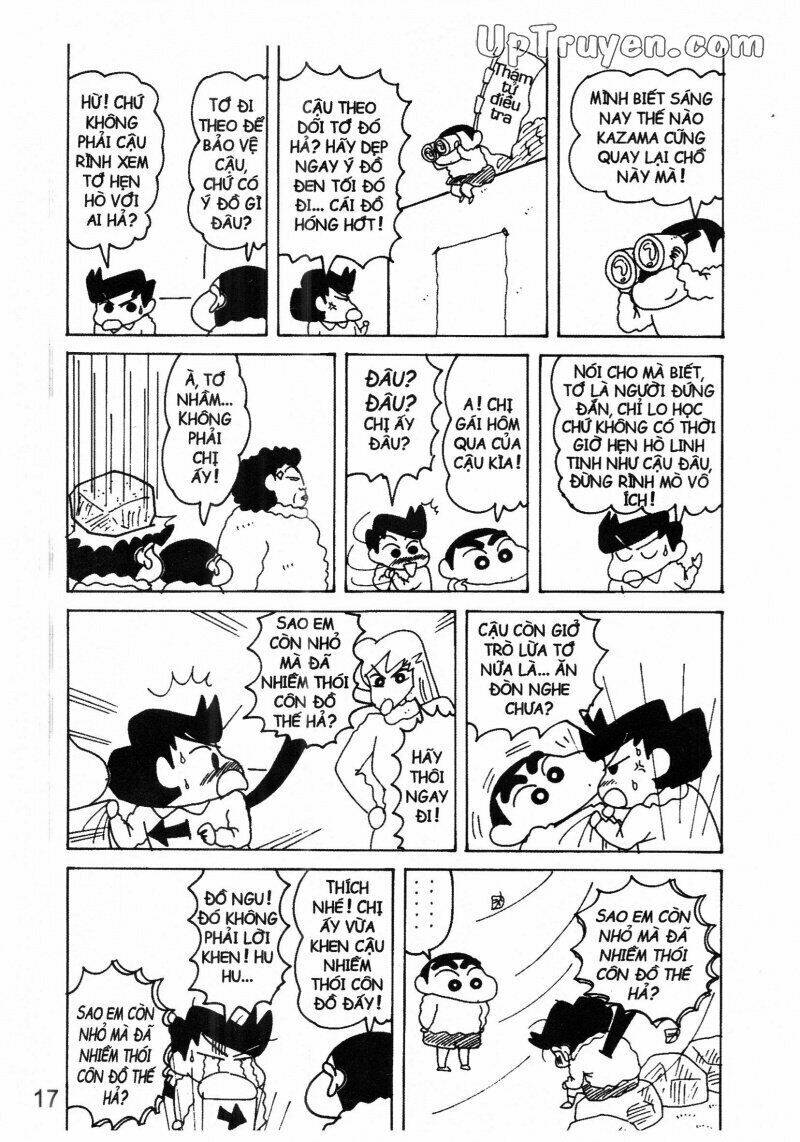 UpTruyen.com
MÌNH BIẾT SÁNG
NAY THẾ NÀO
KAZAMA CŨNG
QUAY LẠI CHỖ
NÀY MÀ!
Thám
tử
điều
tra
CẬU THEO
DÕI TỚ ĐÓ
HẢ? HÃY DẸP
NGAY Ý ĐỒ
ĐEN TỐI ĐÓ
ĐI... CÁI ĐỒ
HÓNG HỚT!
TỚ ĐI
THEO ĐỂ
BẢO VỆ
CẬU,
CHỨ CÓ
Ý ĐỒ GÌ
ĐÂU?
HỪ! CHỨ
KHÔNG
PHẢI CẬU
RÌNH XEM
TỚ HẸN
HÒ VỚI
AI HẢ?
NÓI CHO MÀ BIẾT,
TỚ LÀ NGƯỜI ĐỨNG
ĐẮN, CHỈ LO HỌC
CHỨ KHÔNG CÓ THỜI
GIỜ HẸN HÒ LINH
TINH NHƯ CẬU ĐÂU,
ĐỪNG RÌNH MÒ VÔ
ÍCH!
A! CHỊ
GÁI HÔM
QUA CỦA
CẬU KÌA!
ĐÂU?
ĐÂU?
CHỊ ẤY
ĐÂU?
À, TỚ
NHẦM...
KHÔNG
PHẢI
CHỊ
ẤY!
CẬU CÒN GIỞ
TRÒ LỪA TỚ
NỮA LÀ... ĂN
ĐÒN NGHE
CHƯA?
HÃY
THÔI
NGAY
ĐI!
SAO EM
CÒN NHỎ
MÀ ĐÃ
NHIỄM THÓI
CÔN ĐỒ
THẾ HẢ?
SAO EM CÒN
NHỎ MÀ ĐÃ
NHIỄM THÓI
CÔN ĐỒ THẾ
HẢ?
THÍCH
NHÉ! CHỊ
ẤY VỪA
KHEN CẬU
NHIỄM
THÓI CÔN
ĐỒ ĐẤY!
ĐỒ NGU!
ĐÓ KHÔNG
PHẢI LỜI
KHEN! HU
HU...
SAO EM CÒN
NHỎ MÀ ĐÃ
NHIỄM THÓI
CÔN ĐỒ THẾ
HẢ?
17